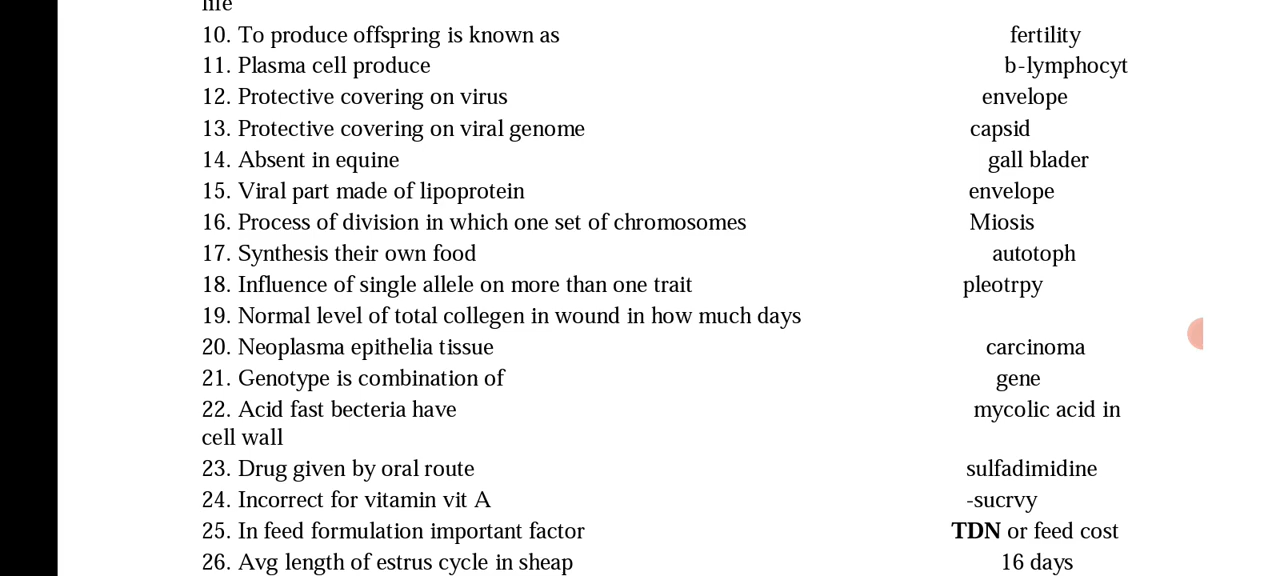 life
10. To produce offspring is known as fertility
11. Plasma cell produce b-lymphocyt
12. Protective covering on virus envelope
13. Protective covering on viral genome capsid
14. Absent in equine gall blader
15. Viral part made of lipoprotein envelope
16. Process of division in which one set of chromosomes Miosis
17. Synthesis their own food autotoph
18. Influence of single allele on more than one trait pleotrpy
19. Normal level of total collegen in wound in how much days
20. Neoplasma epithelia tissue carcinoma
21. Genotype is combination of gene
22. Acid fast becteria have mycolic acid in
cell wall
23. Drug given by oral route sulfadimidine
24. Incorrect for vitamin vit A -sucrvy
25. In feed formulation important factor TDN or feed cost
26. Avg length of estrus cycle in sheap 16 days